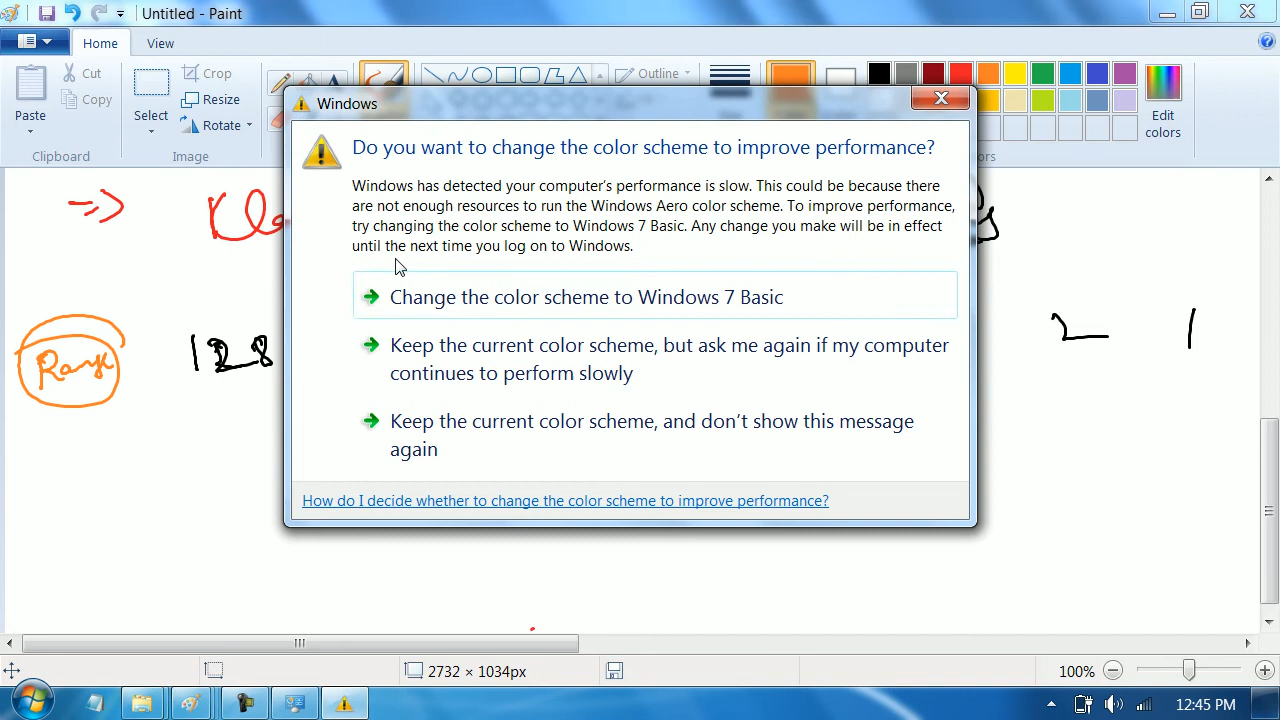 Untitled - Paint
Home View
Paste
Cut
Copy
Clipboard
Select
Crop
Resize
Rotate
Image
Outline
Edit colors
Windows
Do you want to change the color scheme to improve performance?
Windows has detected your computer's performance is slow. This could be because there
are not enough resources to run the Windows Aero color scheme. To improve performance,
try changing the color scheme to Windows 7 Basic. Any change you make will be in effect
until the next time you log on to Windows.
Change the color scheme to Windows 7 Basic
Keep the current color scheme, but ask me again if my computer
continues to perform slowly
Keep the current color scheme, and don't show this message
again
How do I decide whether to change the color scheme to improve performance?
Range 128 2 1
2732 × 1034px
100%
12:45 PM